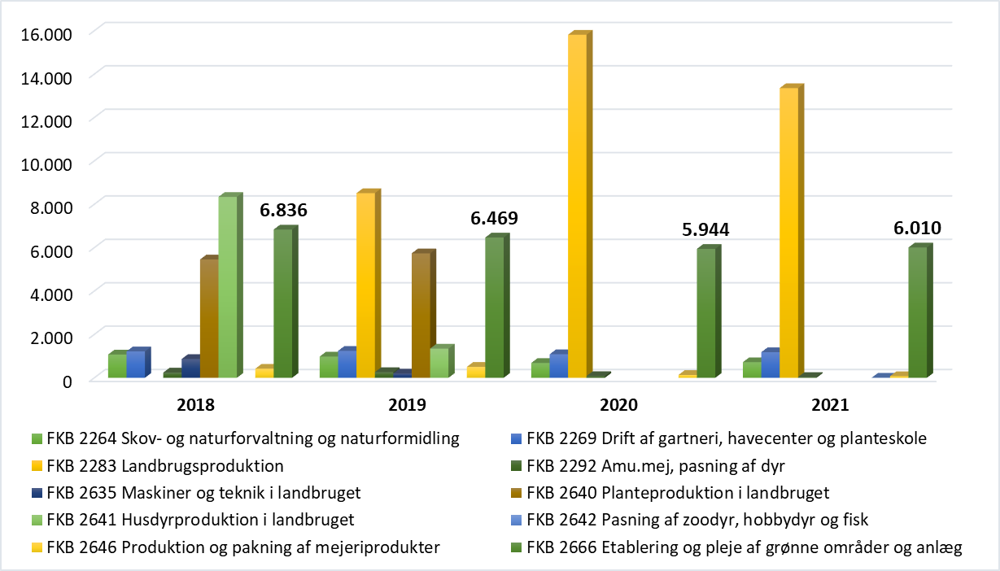 16.000
14.000
12.000
10.000
8.000
6.000
4.000
2.000
0
6.836
6.469
5.944
6.010
2018 2019 2020 2021
FKB 2264 Skov- og naturforvaltning og naturformidling FKB 2269 Drift af gartneri, havecenter og planteskole
FKB 2283 Landbrugsproduktion FKB 2292 Amu.mej, pasning af dyr
FKB 2635 Maskiner og teknik i landbruget FKB 2640 Planteproduktion i landbruget
FKB 2641 Husdyrproduktion i landbruget FKB 2642 Pasning af zoodyr, hobbydyr og fisk
FKB 2646 Produktion og pakning af mejeriprodukter FKB 2666 Etablering og pleje af grønne områder og anlæg